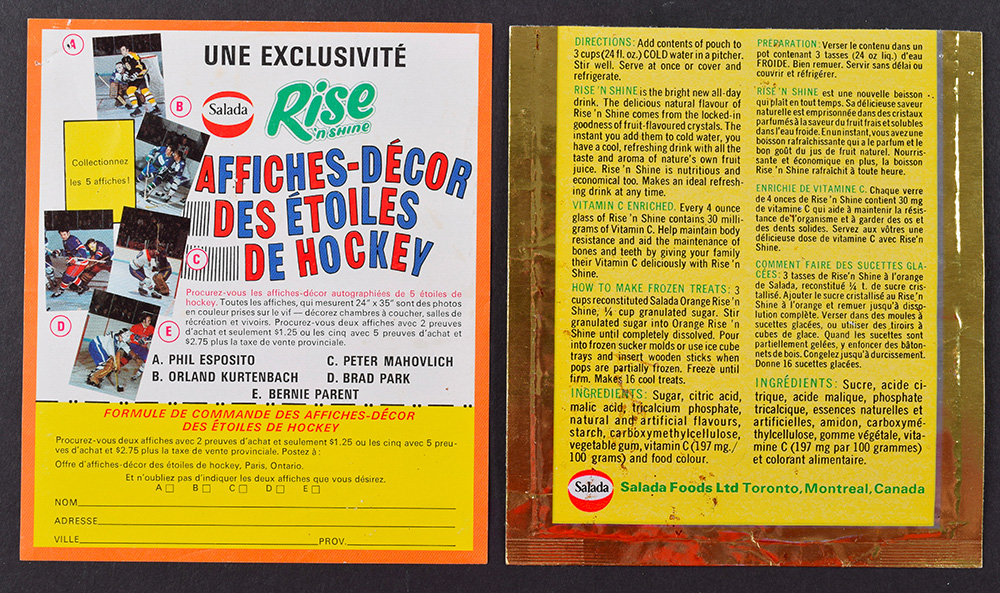 A
UNE EXCLUSIVITÉ
B
Salada
Rise
'n SHINE
Collectionnez
les 5 affiches!
AFFICHES-DÉCOR
DES ÉTOILES
DE HOCKEY
C
Procurez-vous les affiches-décor autographiées de 5 étoiles de
hockey. Toutes les affiches, qui mesurent 24" x 35" sont des photos
en couleur prises sur le vif — décorez chambres à coucher, salles de
récréation et vivoirs. Procurez-vous deux affiches avec 2 preuves
d'achat et seulement $1.25 ou les cinq avec 5 preuves d'achat et
$2.75 plus la taxe de vente provinciale.
D
E
A. PHIL ESPOSITO
C. PETER MAHOVLICH
B. ORLAND KURTENBACH
D. BRAD PARK
E. BERNIE PARENT
FORMULE DE COMMANDE DES AFFICHES-DÉCOR
DES ÉTOILES DE HOCKEY
Procurez-vous deux affiches avec 2 preuves d'achat et seulement $1.25 ou les cinq avec 5 preu-
ves d'achat et $2.75 plus la taxe de vente provinciale. Postez à :
Offre d'affiches-décor des étoiles de hockey, Paris, Ontario.
Et n'oubliez pas d'indiquer les deux affiches que vous désirez.
A □ B □ C □ D □ E □
NOM
ADRESSE
VILLE PROV.
DIRECTIONS: Add contents of pouch to
3 cups (24 fl. oz.) COLD water in a pitcher.
Stir well. Serve at once or cover and
refrigerate.
RISE 'N SHINE is the bright new all-day
drink. The delicious natural flavour of
Rise 'n Shine comes from the locked-in
goodness of fruit-flavoured crystals. The
instant you add them to cold water, you
have a cool, refreshing drink with all the
taste and aroma of nature's own fruit
juice. Rise 'n Shine is nutritious and
economical too. Makes an ideal refresh-
ing drink at any time.
VITAMIN C ENRICHED. Every 4 ounce
glass of Rise 'n Shine contains 30 milli-
grams of Vitamin C. Help maintain body
resistance and aid the maintenance of
bones and teeth by giving your family
their Vitamin C deliciously with Rise 'n
Shine.
HOW TO MAKE FROZEN TREATS: 3
cups reconstituted Salada Orange Rise 'n
Shine, ¼ cup granulated sugar. Stir
granulated sugar into Orange Rise 'n
Shine until completely dissolved. Pour
into frozen sucker molds or use ice cube
trays and insert wooden sticks when
pops are partially frozen. Freeze until
firm. Makes 16 cool treats.
INGREDIENTS: Sugar, citric acid,
malic acid, tricalcium phosphate,
natural and artificial flavours,
starch, carboxymethylcellulose,
vegetable gum, vitamin C (197 mg./
100 grams) and food colour.
PRÉPARATION: Verser le contenu dans un
pot contenant 3 tasses (24 oz liq.) d'eau
FROIDE. Bien remuer. Servir sans délai ou
couvrir et réfrigérer.
RISE 'N SHINE est une nouvelle boisson
qui plaît en tout temps. Sa délicieuse saveur
naturelle est emprisonnée dans des cristaux
parfumés à la saveur du fruit frais et solubles
dans l'eau froide. En un instant, vous avez une
boisson rafraîchissante qui a le parfum et le
bon goût du jus de fruit naturel. Nourris-
sante et économique en plus, la boisson
Rise 'n Shine rafraîchit à toute heure.
ENRICHIE DE VITAMINE C. Chaque verre
de 4 onces de Rise 'n Shine contient 30 mg
de vitamine C qui aide à maintenir la résis-
tance de l'organisme et à garder des os et
des dents solides. Servez aux vôtres une
délicieuse dose de vitamine C avec Rise'n
Shine.
COMMENT FAIRE DES SUCETTES GLA-
CÉES: 3 tasses de Rise'n Shine à l'orange
de Salada, reconstitué ¼ t. de sucre cris-
tallisé. Ajouter le sucre cristallisé au Rise'n
Shine à l'orange et remuer jusqu'à disso-
lution complète. Verser dans des moules à
sucettes glacées, ou utiliser des tiroirs à
cubes de glace. Quand les sucettes sont
partiellement gelées, y enfoncer des bâton-
nets de bois. Congelez jusqu'à durcissement.
Donne 16 sucettes glacées.
INGRÉDIENTS: Sucre, acide ci-
trique, acide malique, phosphate
tricalcique, essences naturelles et
artificielles, amidon, carboxymé-
thylcellulose, gomme végétale, vita-
mine C (197 mg par 100 grammes)
et colorant alimentaire.
Salada
Salada Foods Ltd Toronto, Montreal, Canada